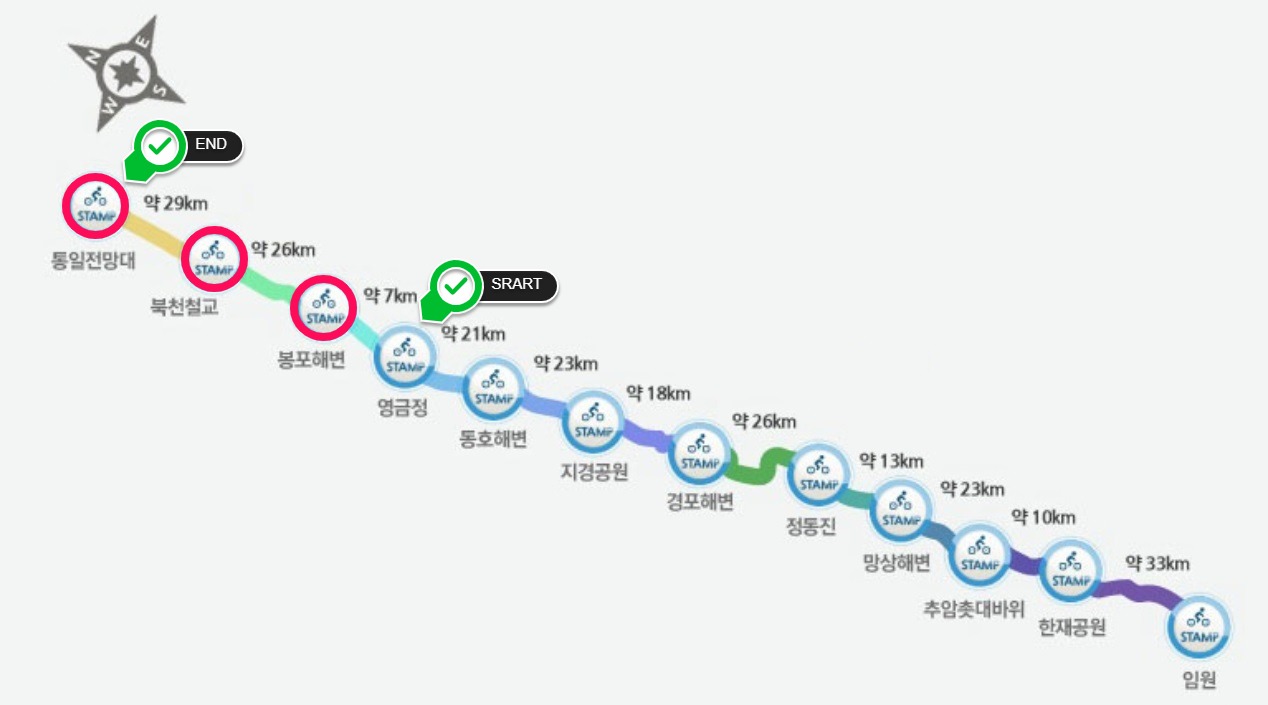 N
E
W
S
END
STAMP
약 29km
통일전망대
STAMP
약 26km
북천철교
STAMP
약 7km
봉포해변
SRART
STAMP
약 21km
영금정
STAMP
약 23km
동호해변
STAMP
약 18km
지경공원
STAMP
약 26km
경포해변
STAMP
약 13km
정동진
STAMP
약 23km
망상해변
STAMP
약 10km
추암촛대바위
STAMP
약 33km
한재공원
STAMP
임원